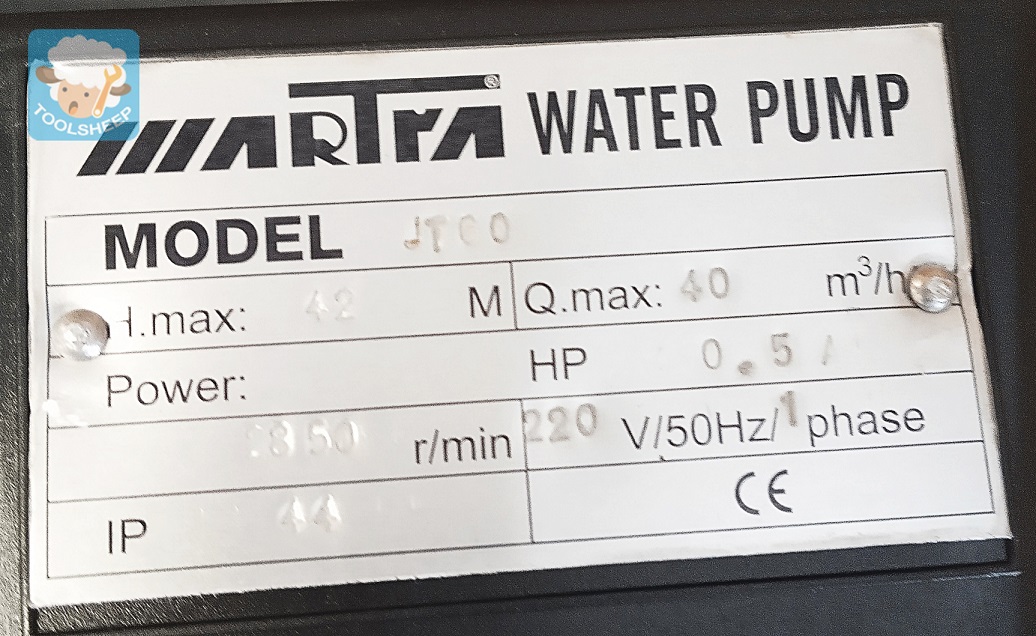 TOOLSHEEP
MARTRA® WATER PUMP
MODEL
H.max: 42 M Q.max: 40 m³/h
Power: HP 0.5
2850 r/min 220 V/50Hz/1 phase
IP 44
CE